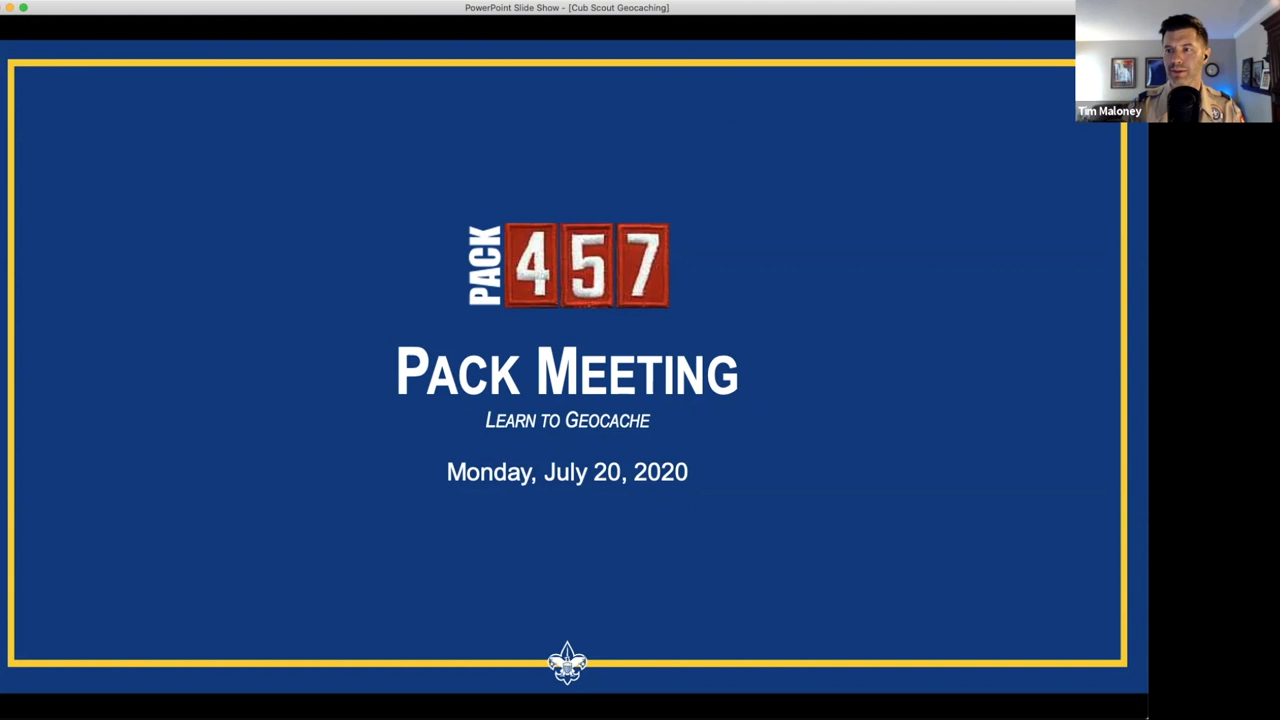 PowerPoint Slide Show - [Cub Scout Geocaching]
Tim Maloney
PACK 457
PACK MEETING
LEARN TO GEOCACHE
Monday, July 20, 2020